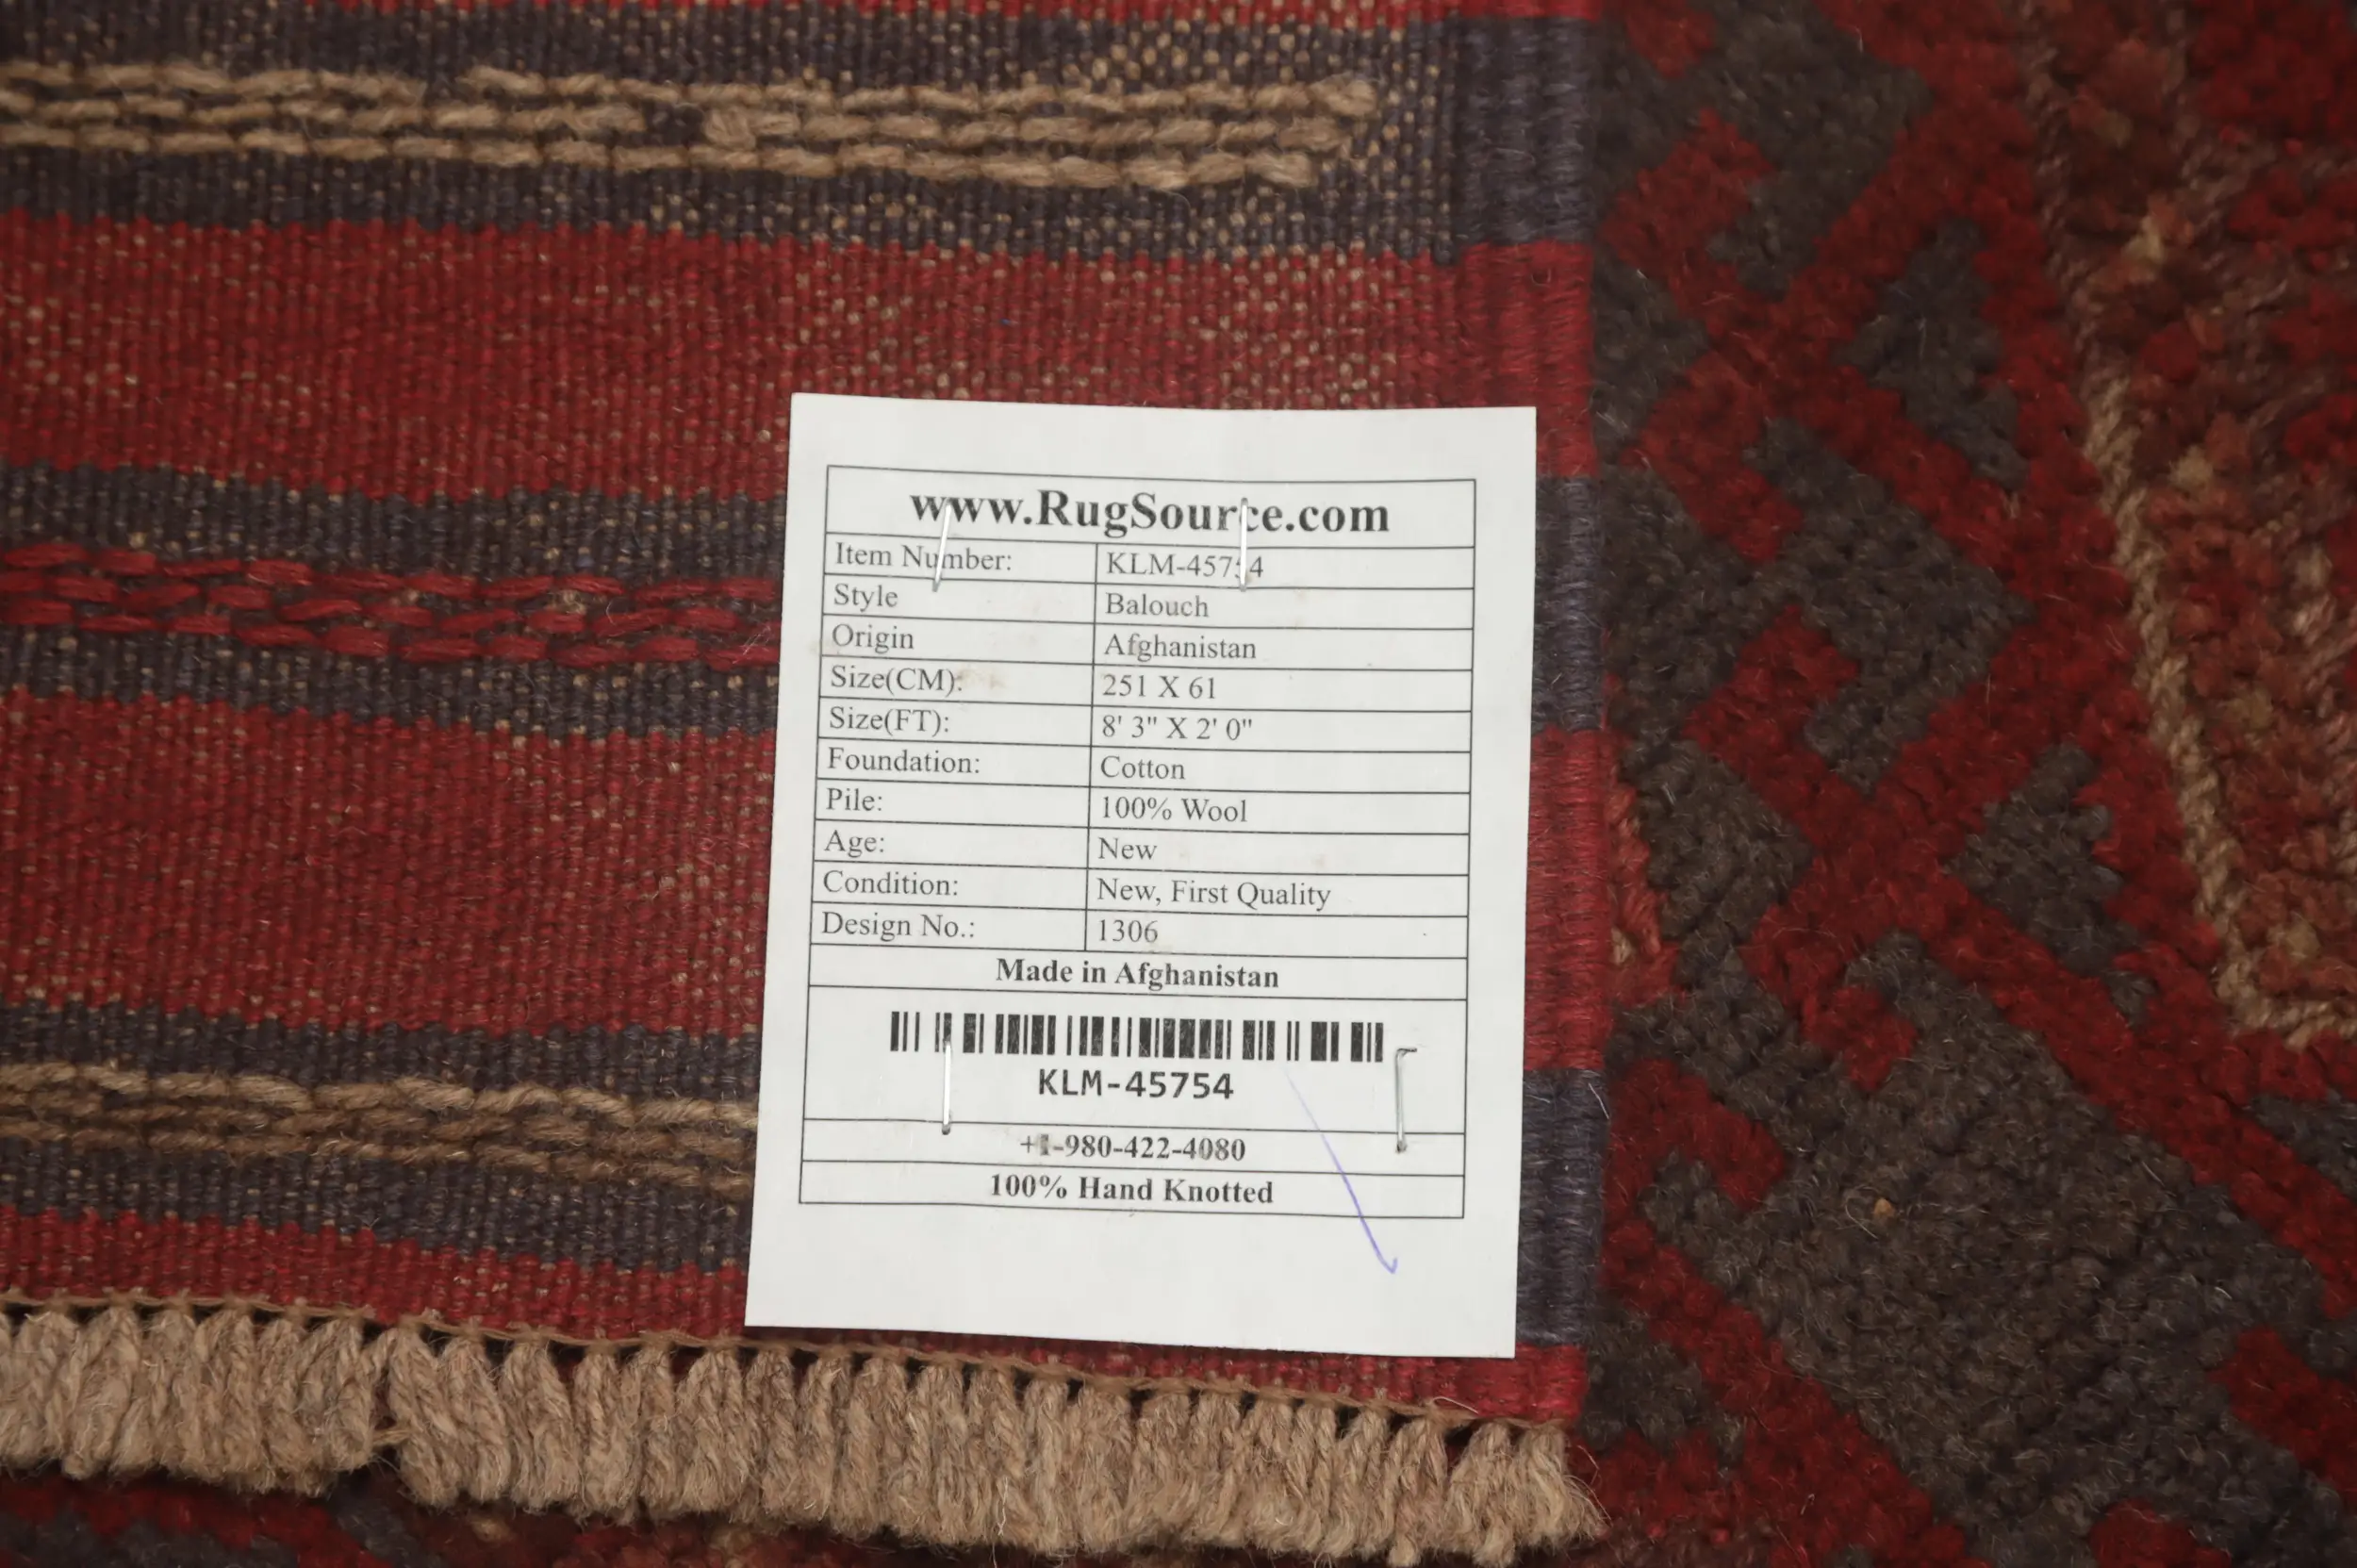 www.RugSource.com
Item Number: KLM-45754
Style Balouch
Origin Afghanistan
Size(CM): 251 X 61
Size(FT): 8' 3" X 2' 0"
Foundation: Cotton
Pile: 100% Wool
Age: New
Condition: New, First Quality
Design No.: 1306
Made in Afghanistan
KLM-45754
+1-980-422-4080
100% Hand Knotted